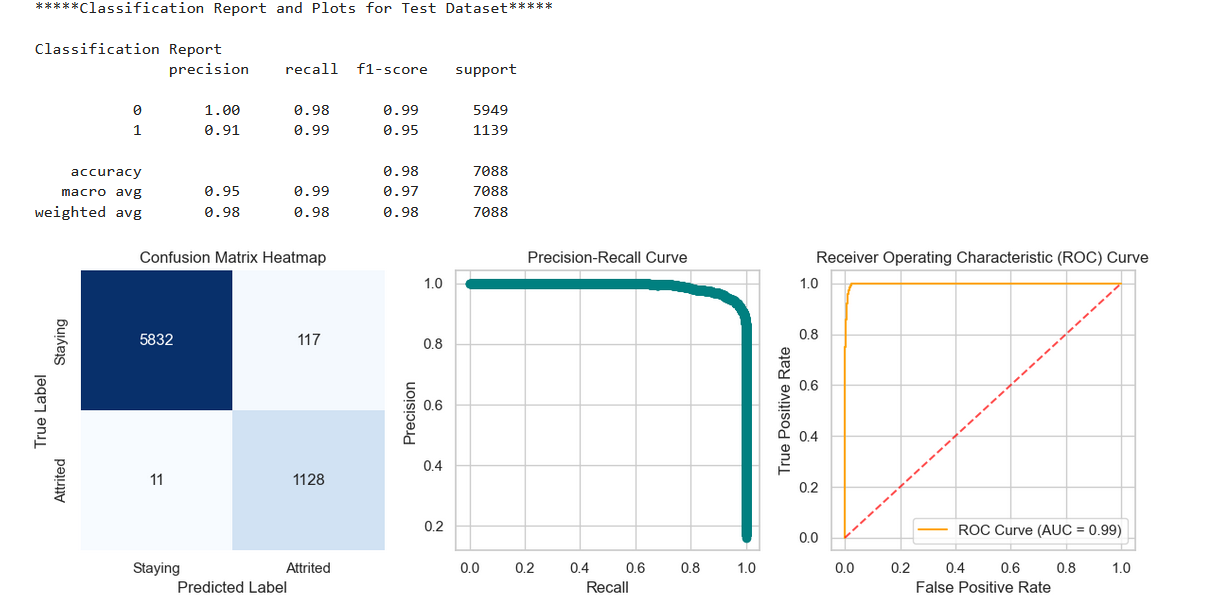 *****Classification Report and Plots for Test Dataset*****
Classification Report
precision recall f1-score support
0 1.00 0.98 0.99 5949
1 0.91 0.99 0.95 1139
accuracy 0.98 7088
macro avg 0.95 0.99 0.97 7088
weighted avg 0.98 0.98 0.98 7088
Confusion Matrix Heatmap
True Label
Staying
Attrited
5832 117
11 1128
Staying Attrited
Predicted Label
Precision-Recall Curve
Precision
1.0
0.8
0.6
0.4
0.2
0.0 0.2 0.4 0.6 0.8 1.0
Recall
Receiver Operating Characteristic (ROC) Curve
True Positive Rate
1.0
0.8
0.6
0.4
0.2
0.0
ROC Curve (AUC = 0.99)
0.0 0.2 0.4 0.6 0.8 1.0
False Positive Rate